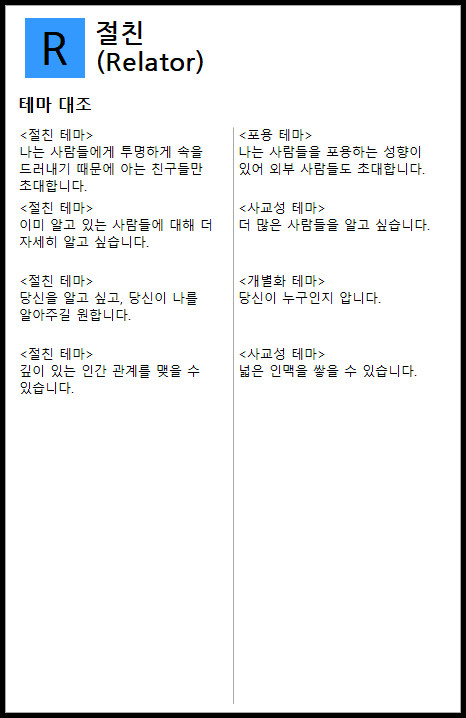 R
절친
(Relator)
테마 대조
<절친 테마>
나는 사람들에게 투명하게 속을
드러내기 때문에 아는 친구들만
초대합니다.
<포용 테마>
나는 사람들을 포용하는 성향이
있어 외부 사람들도 초대합니다.
<절친 테마>
이미 알고 있는 사람들에 대해 더
자세히 알고 싶습니다.
<사교성 테마>
더 많은 사람들을 알고 싶습니다.
<절친 테마>
당신을 알고 싶고, 당신이 나를
알아주길 원합니다.
<개별화 테마>
당신이 누구인지 압니다.
<절친 테마>
깊이 있는 인간 관계를 맺을 수
있습니다.
<사교성 테마>
넓은 인맥을 쌓을 수 있습니다.